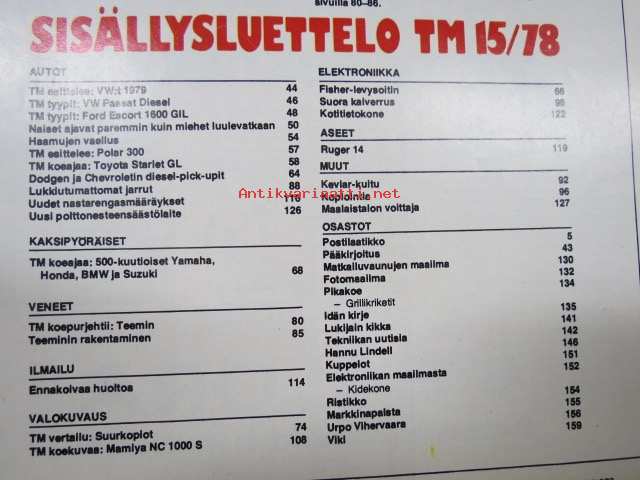 sivuilla 80–86.
SISÄLLYSLUETTELO TM 15/78
AUTOT
TM esittelee: VW:t 1979 44
TM tyypit: VW Passat Diesel 46
TM tyypit: Ford Escort 1600 GIL 48
Naiset ajavat paremmin kuin miehet luulevatkaan 50
Haamujen vaellus 54
TM esittelee: Polar 300 57
TM koeajaa: Toyota Starlet GL 58
Dodgen ja Chevroletin diesel-pick-upit 64
Lukkiutumattomat jarrut 88
Uudet nastarengasmääräykset 116
Uusi polttonesteensäästölaite 126
KAKSIPYÖRÄISET
TM koeajaa: 500-kuutioiset Yamaha,
Honda, BMW ja Suzuki 68
VENEET
TM koepurjehtii: Teemin 80
Teeminin rakentaminen 85
ILMAILU
Ennakoivaa huoltoa 114
VALOKUVAUS
TM vertailu: Suurkopiot 74
TM koekuvaa: Mamiya NC 1000 S 108
ELEKTRONIIKKA
Fisher-levysoitin 66
Suora kaiverrus 98
Kotitietokone 122
ASEET
Ruger 14 119
MUUT
Kevlar-kuitu 92
Kopiointia 96
Maalaistalon voittaja 127
OSASTOT
Postilaatikko 5
Pääkirjoitus 43
Matkailuvaunujen maailma 130
Fotomaailma 132
Pikakoe 134
– Grillikriketit
Idän kirje 135
Lukijain kikka 141
Tekniikan uutisia 142
Hannu Lindell 146
Kuppelot 151
Elektroniikan maailmasta 152
– Kidekone
Ristikko 154
Markkinapalsta 155
Urpo Vihervaara 156
Viki 159
Antikvariaatti.net